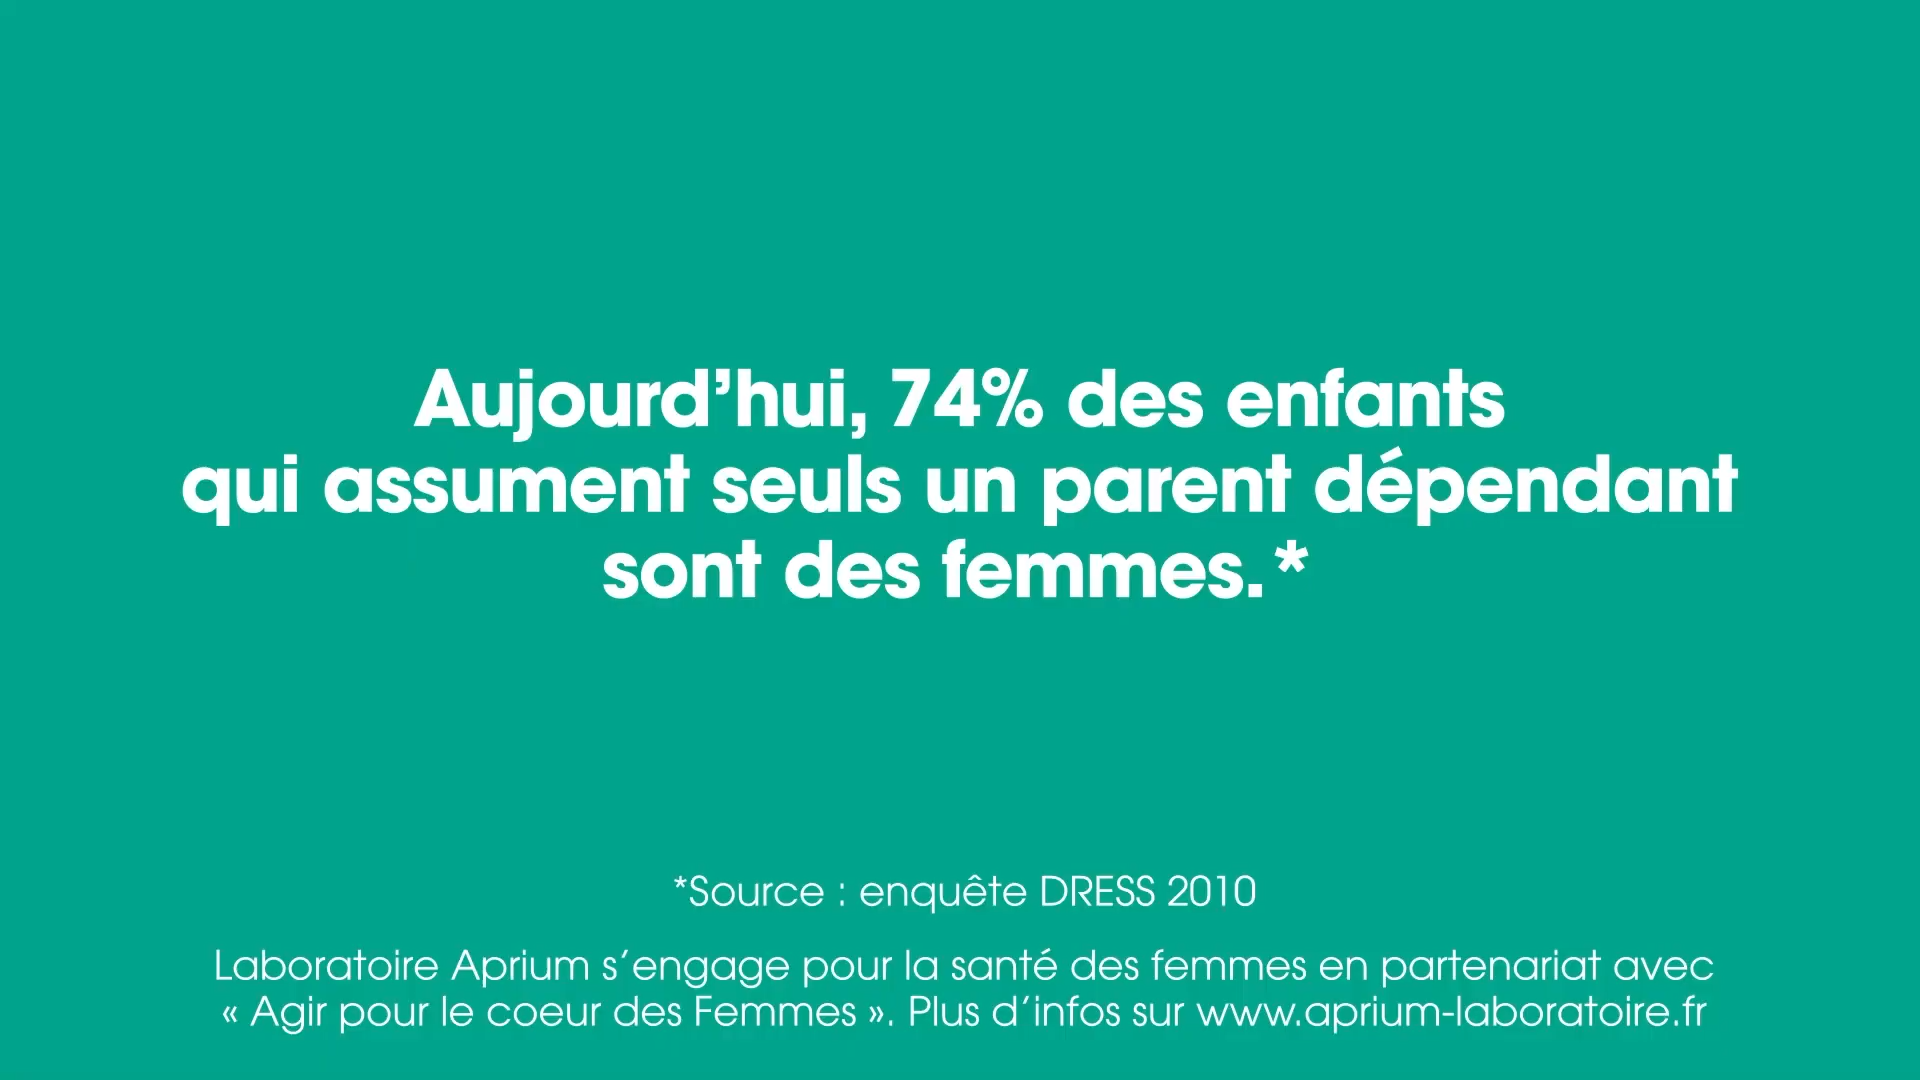 Aujourd’hui, 74% des enfants
qui assument seuls un parent dépendant
sont des femmes.*
*Source : enquête DRESS 2010
Laboratoire Aprium s’engage pour la santé des femmes en partenariat avec
« Agir pour le coeur des Femmes ». Plus d’infos sur www.aprium-laboratoire.fr